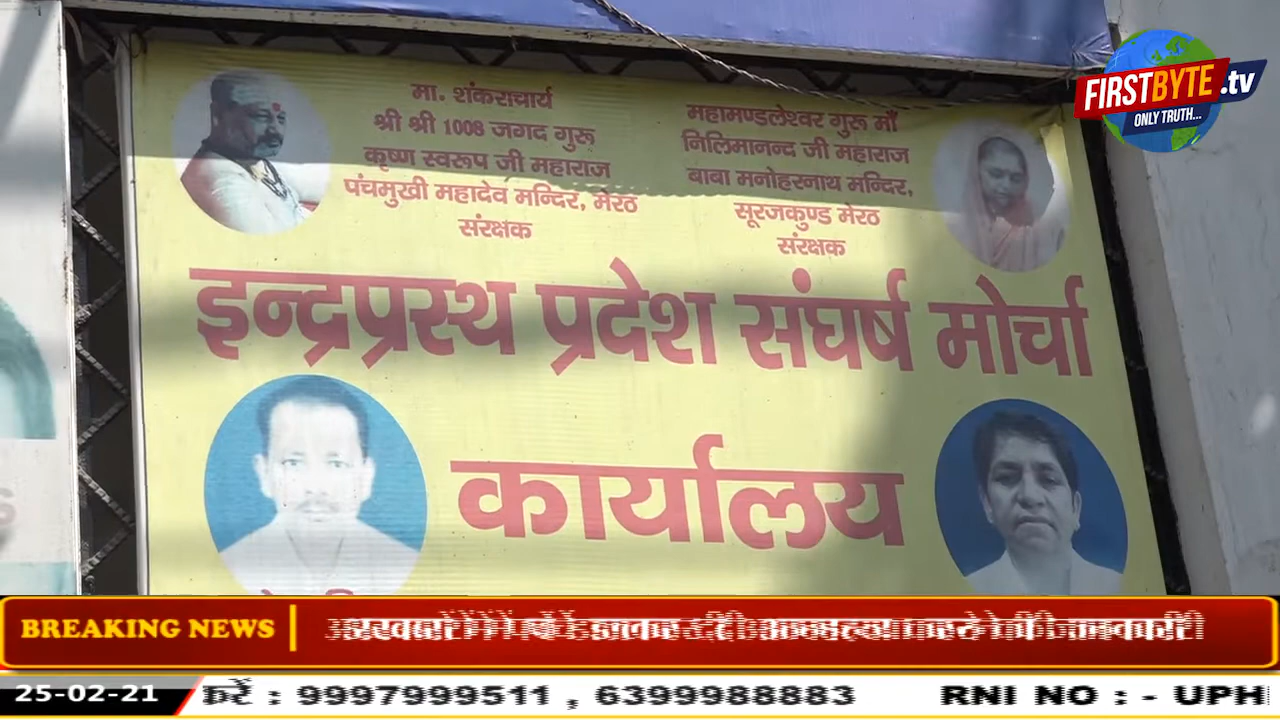 FIRSTBYTE.tv
ONLY TRUTH...
मा. शंकराचार्य
श्री श्री 1008 जगद गुरू
कृष्ण स्वरूप जी महाराज
पंचमुखी महादेव मन्दिर, मेरठ
संरक्षक
महामण्डलेश्वर गुरू माँ
निलिमानन्द जी महाराज
बाबा मनोहरनाथ मन्दिर,
सूरजकुण्ड मेरठ
संरक्षक
इन्द्रप्रस्थ प्रदेश संघर्ष मोर्चा
कार्यालय
BREAKING NEWS
25-02-21 करें : 9997999511 , 6399988883 RNI NO : - UPH